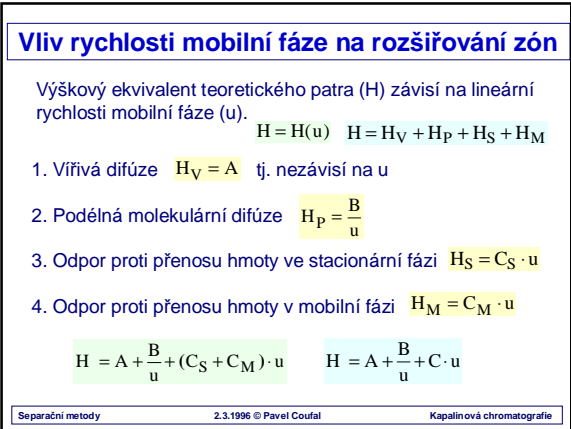 Vliv rychlosti mobilní fáze na rozšiřování zón
Výškový ekvivalent teoretického patra (H) závisí na lineární
rychlosti mobilní fáze (u).
H = H(u) H = H_V + H_P + H_S + H_M
1. Vířivá difúze H_V = A tj. nezávisí na u
2. Podélná molekulární difúze H_P = B/u
3. Odpor proti přenosu hmoty ve stacionární fázi H_S = C_S · u
4. Odpor proti přenosu hmoty v mobilní fázi H_M = C_M · u
H = A + B/u + (C_S + C_M) · u H = A + B/u + C · u
Separační metody 2.3.1996 © Pavel Coufal Kapalinová chromatografie